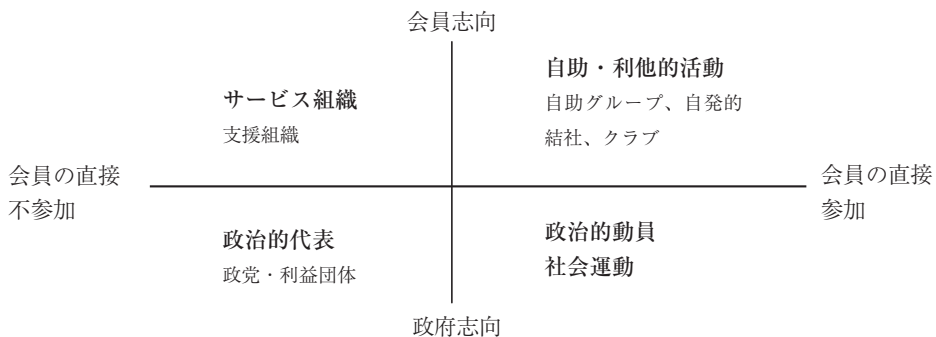 会員志向
サービス組織
支援組織
自助・利他的活動
自助グループ、自発的
結社、クラブ
会員の直接
不参加
会員の直接
参加
政治的代表
政党・利益団体
政治的動員
社会運動
政府志向